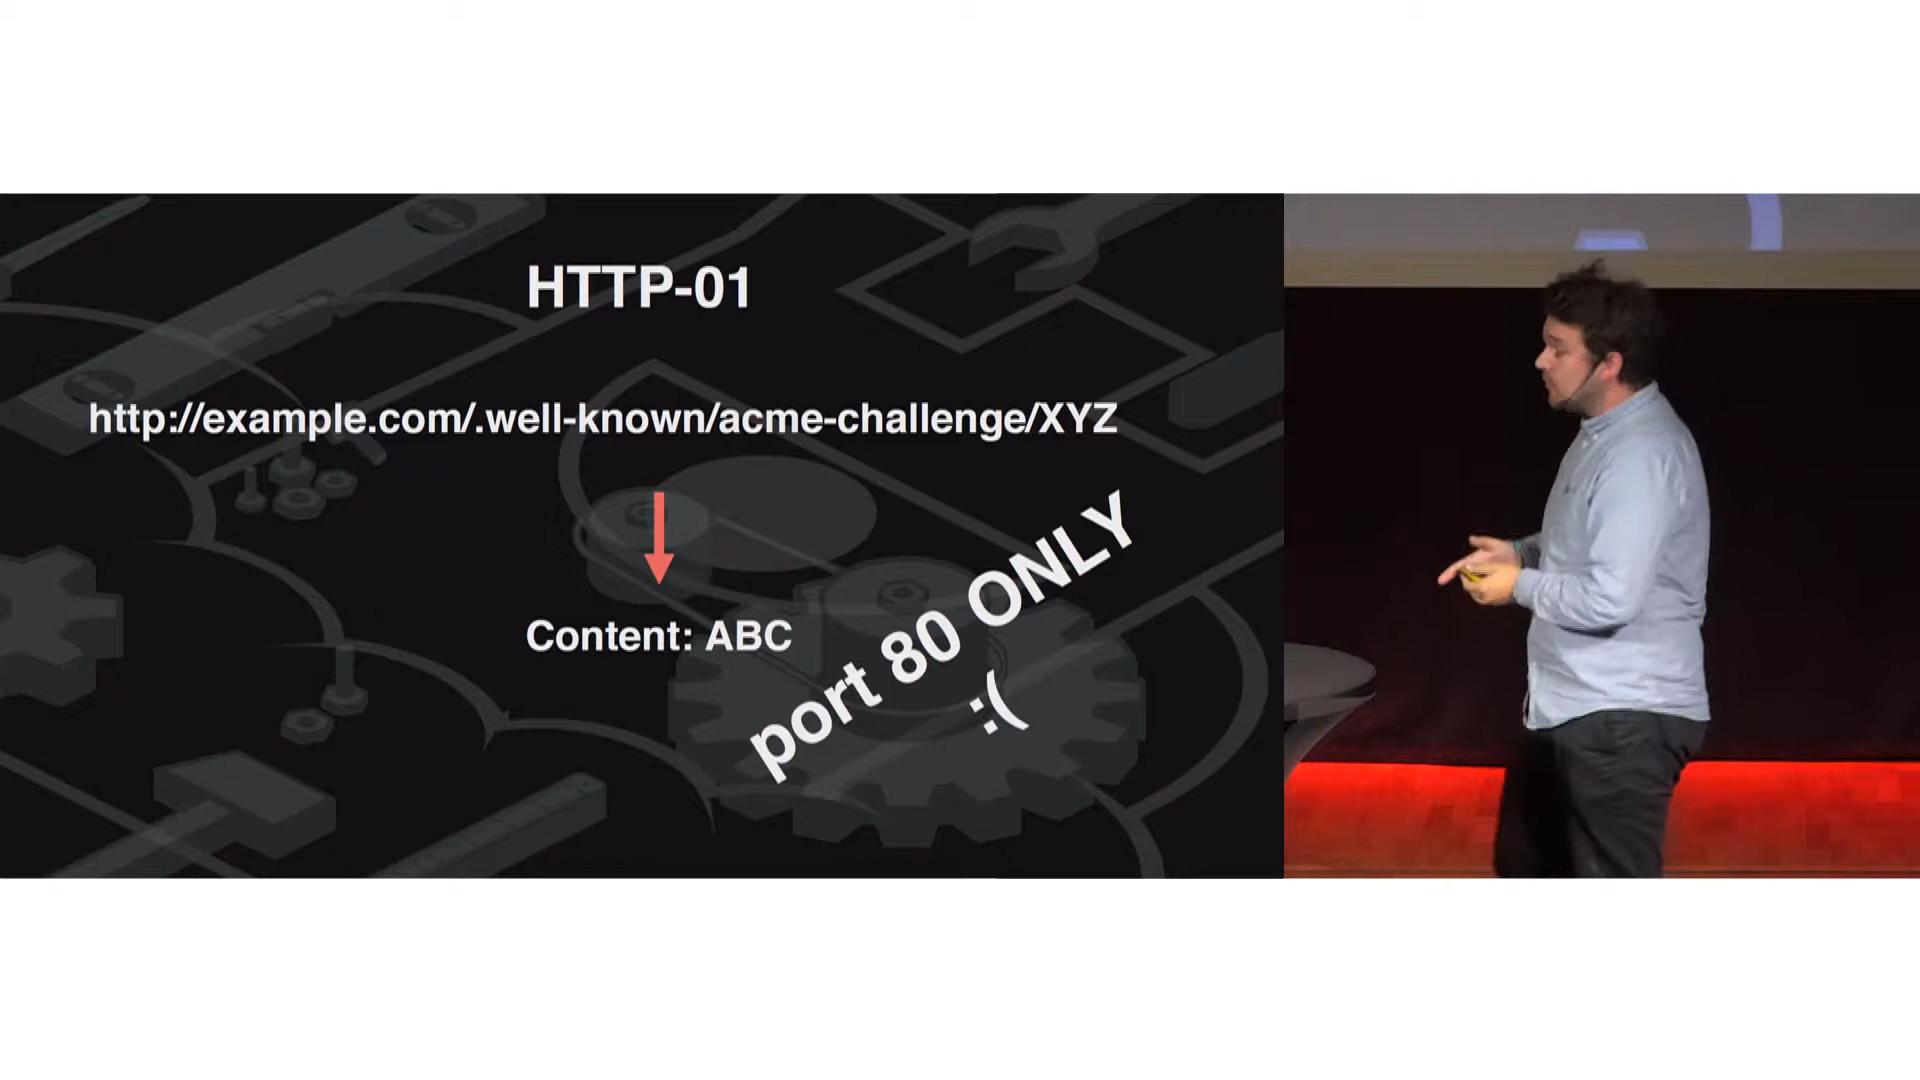 HTTP-01
http://example.com/.well-known/acme-challenge/XYZ
Content: ABC
port 80 ONLY
:(